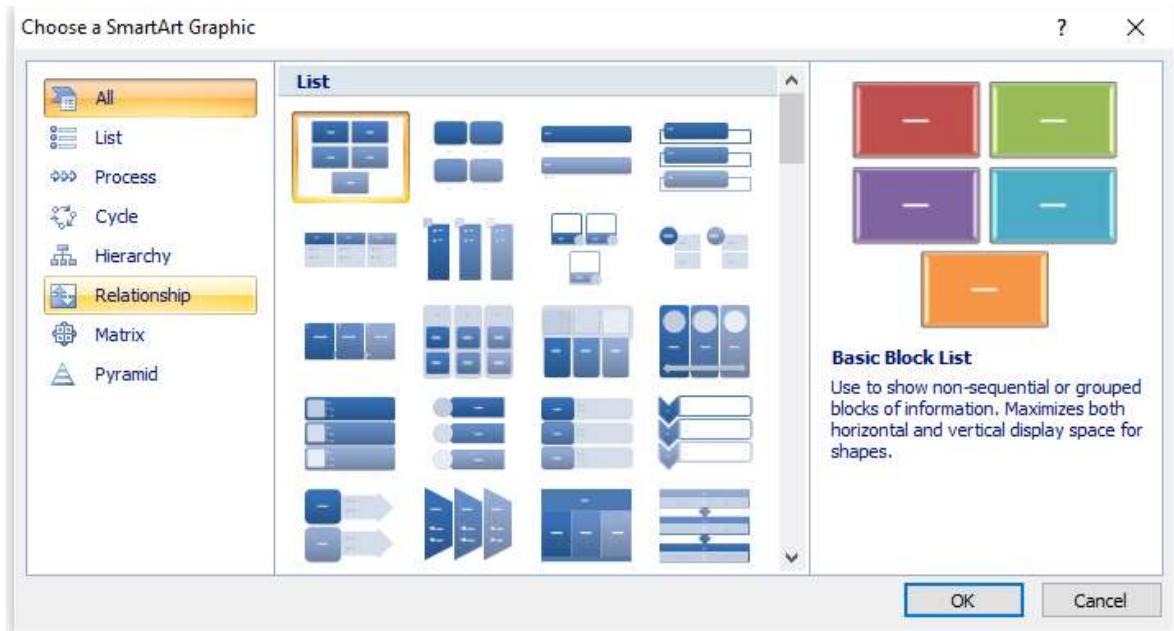 Choose a SmartArt Graphic
?
All
List
Process
Cycle
Hierarchy
Relationship
Matrix
Pyramid
List
Basic Block List
Use to show non-sequential or grouped
blocks of information. Maximizes both
horizontal and vertical display space for
shapes.
OK
Cancel